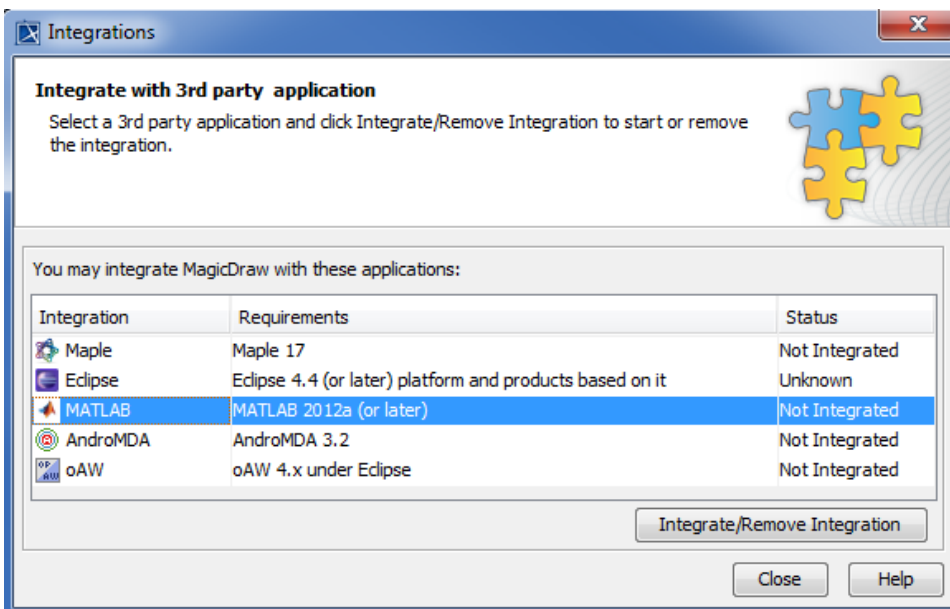 Integrations
Integrate with 3rd party application
Select a 3rd party application and click Integrate/Remove Integration to start or remove
the integration.
You may integrate MagicDraw with these applications:
Integration Requirements Status
Maple Maple 17 Not Integrated
Eclipse Eclipse 4.4 (or later) platform and products based on it Unknown
MATLAB MATLAB 2012a (or later) Not Integrated
AndroMDA AndroMDA 3.2 Not Integrated
oAW oAW 4.x under Eclipse Not Integrated
Integrate/Remove Integration
Close Help